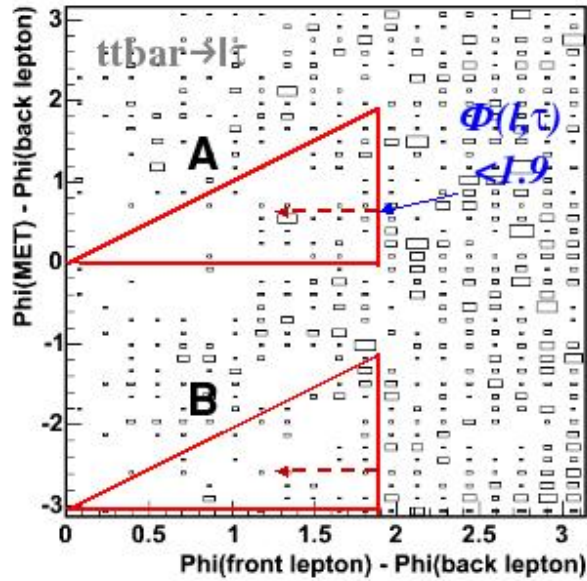 ttbar→lτ
Φ(l,τ)
<1.9
A
B
3
2
1
0
-1
-2
-3
0 0.5 1 1.5 2 2.5 3
Phi(MET) - Phi(back lepton)
Phi(front lepton) - Phi(back lepton)